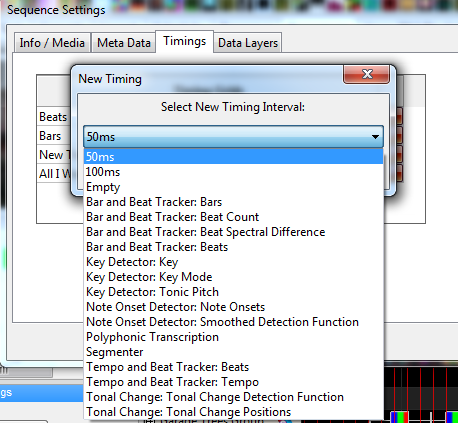 Sequence Settings
Info / Media Meta Data Timings Data Layers
New Timing
Select New Timing Interval:
50ms
Beats
Bars
New T
All I W
50ms
100ms
Empty
Bar and Beat Tracker: Bars
Bar and Beat Tracker: Beat Count
Bar and Beat Tracker: Beat Spectral Difference
Bar and Beat Tracker: Beats
Key Detector: Key
Key Detector: Key Mode
Key Detector: Tonic Pitch
Note Onset Detector: Note Onsets
Note Onset Detector: Smoothed Detection Function
Polyphonic Transcription
Segmenter
Tempo and Beat Tracker: Beats
Tempo and Beat Tracker: Tempo
Tonal Change: Tonal Change Detection Function
Tonal Change: Tonal Change Positions
gs